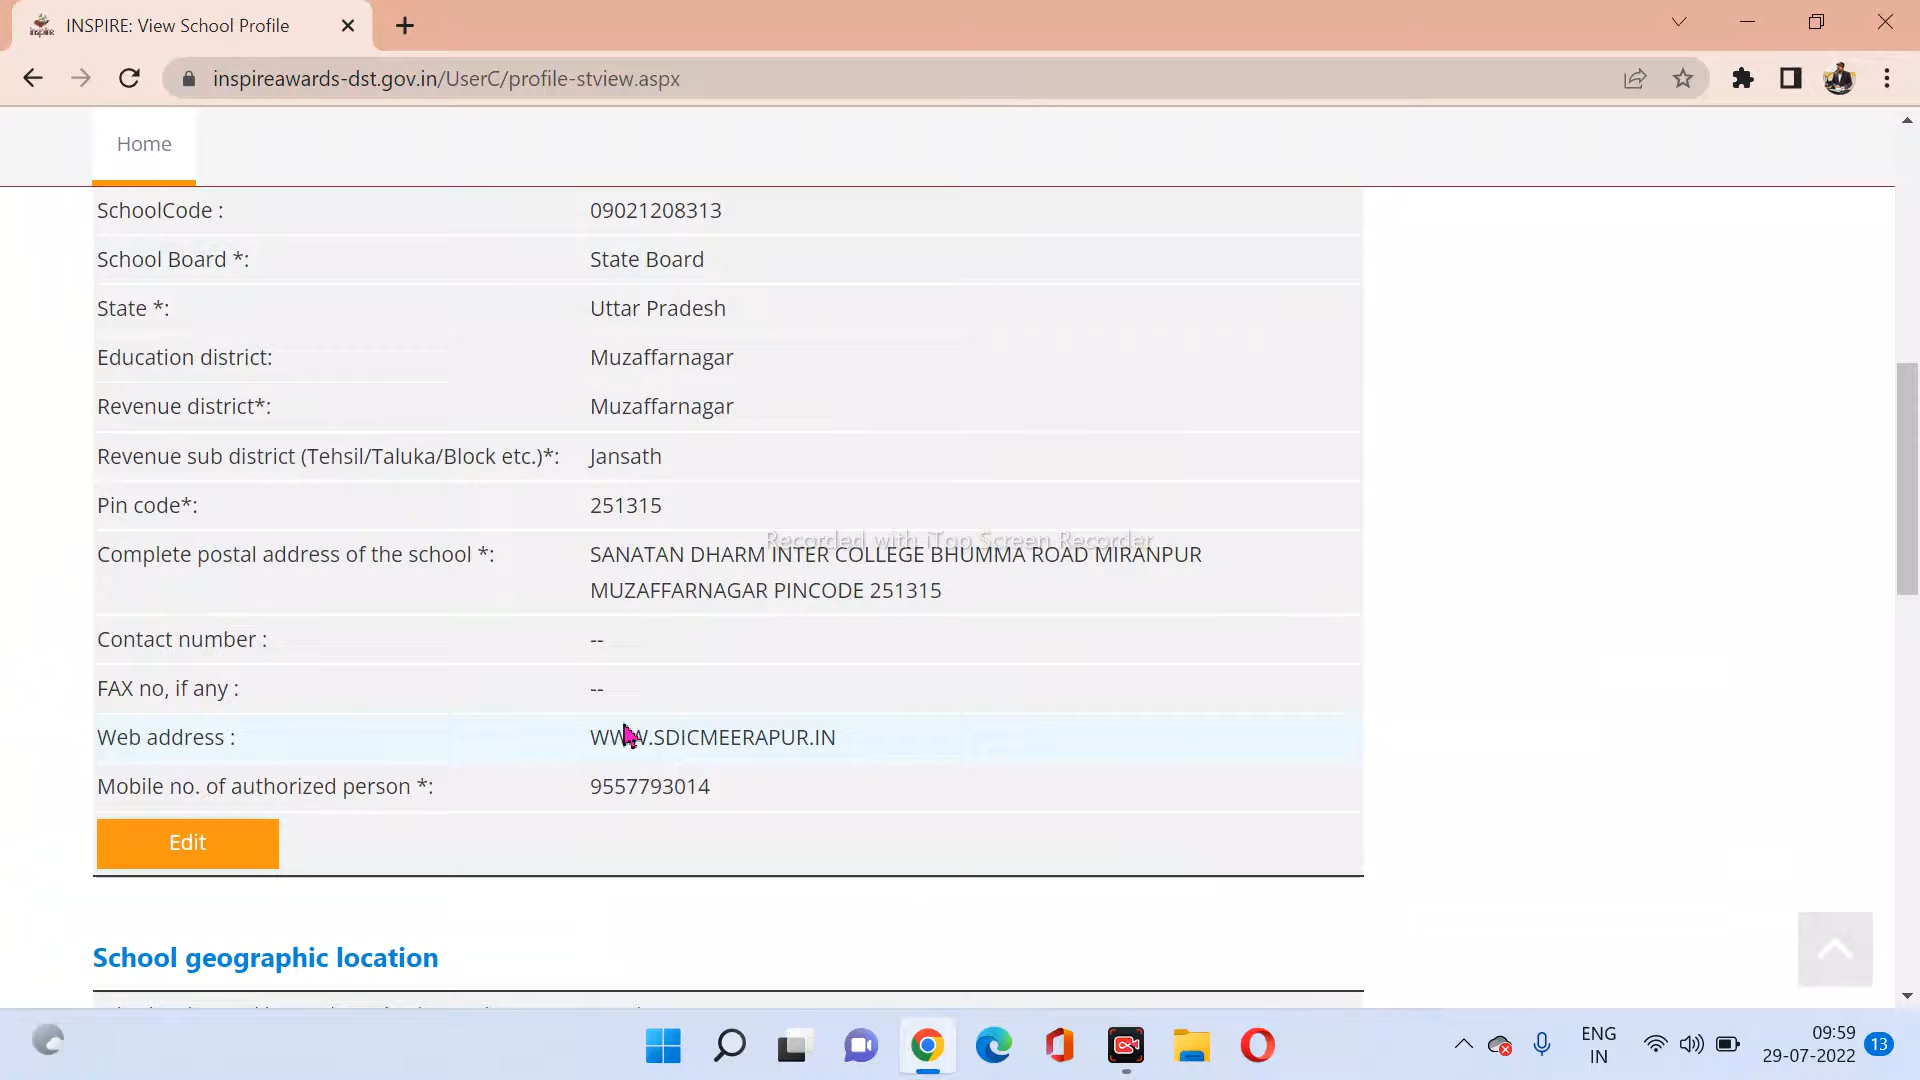 INSPIRE: View School Profile
inspireawards-dst.gov.in/UserC/profile-stview.aspx
Home
SchoolCode : 09021208313
School Board *: State Board
State *: Uttar Pradesh
Education district: Muzaffarnagar
Revenue district*: Muzaffarnagar
Revenue sub district (Tehsil/Taluka/Block etc.)*: Jansath
Pin code*: 251315
Recorded with iTop Screen Recorder
Complete postal address of the school *: SANATAN DHARM INTER COLLEGE BHUMMA ROAD MIRANPUR
MUZAFFARNAGAR PINCODE 251315
Contact number : --
FAX no, if any : --
Web address : WWW.SDICMEERAPUR.IN
Mobile no. of authorized person *: 9557793014
Edit
School geographic location
ENG
IN
09:59
29-07-2022
13